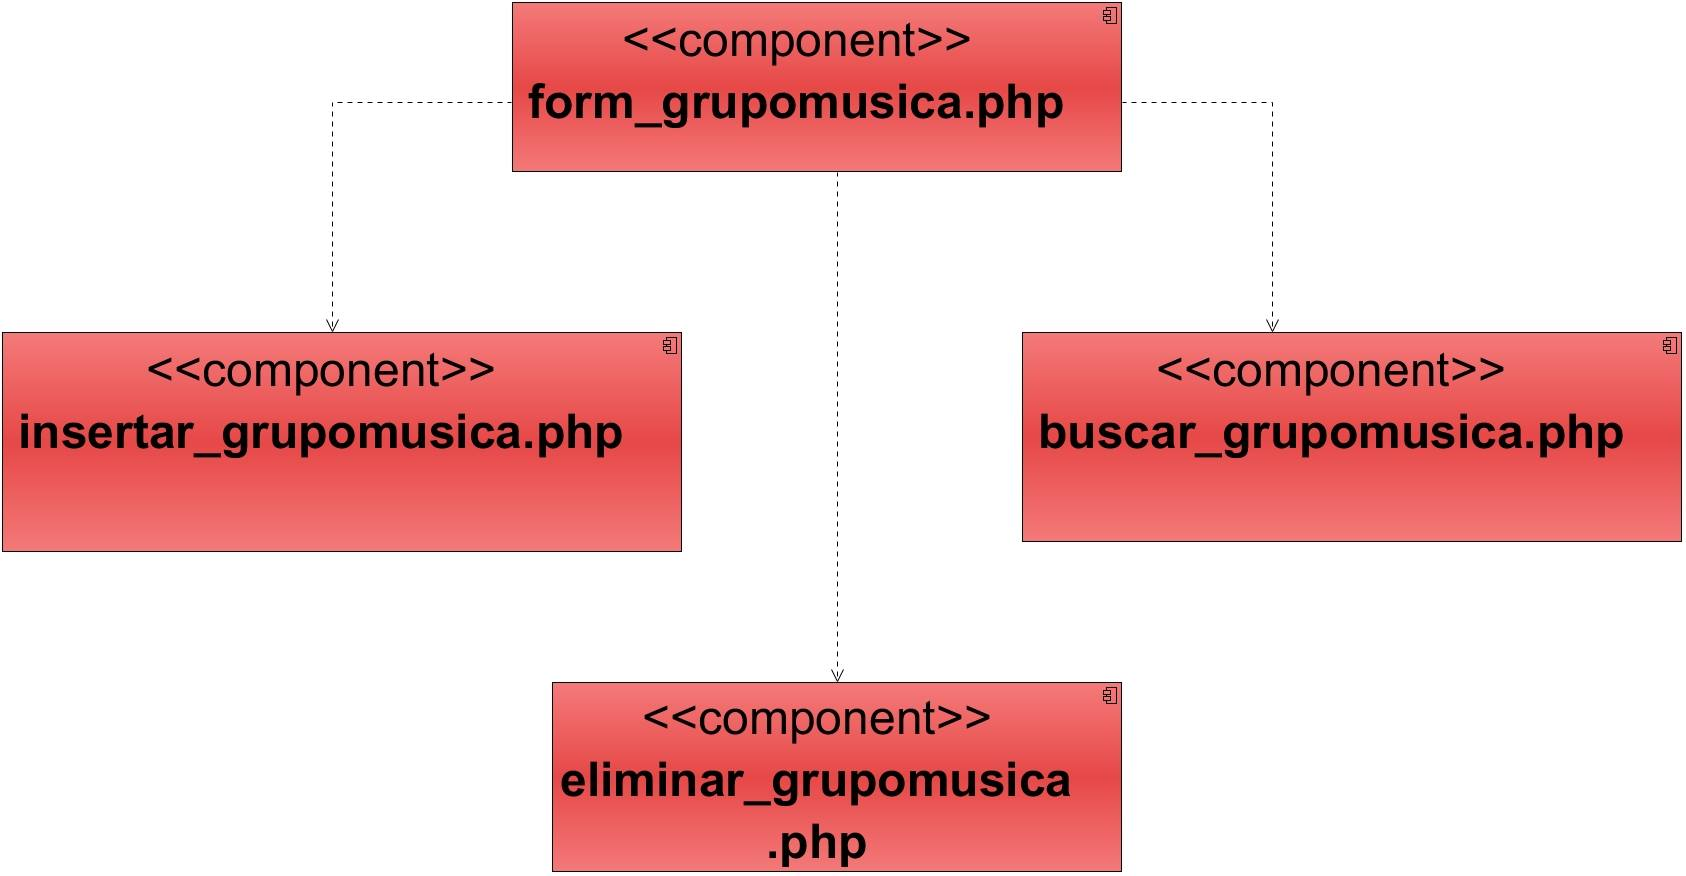 <<component>>
form_grupomusica.php
<<component>>
insertar_grupomusica.php
<<component>>
buscar_grupomusica.php
<<component>>
eliminar_grupomusica
.php